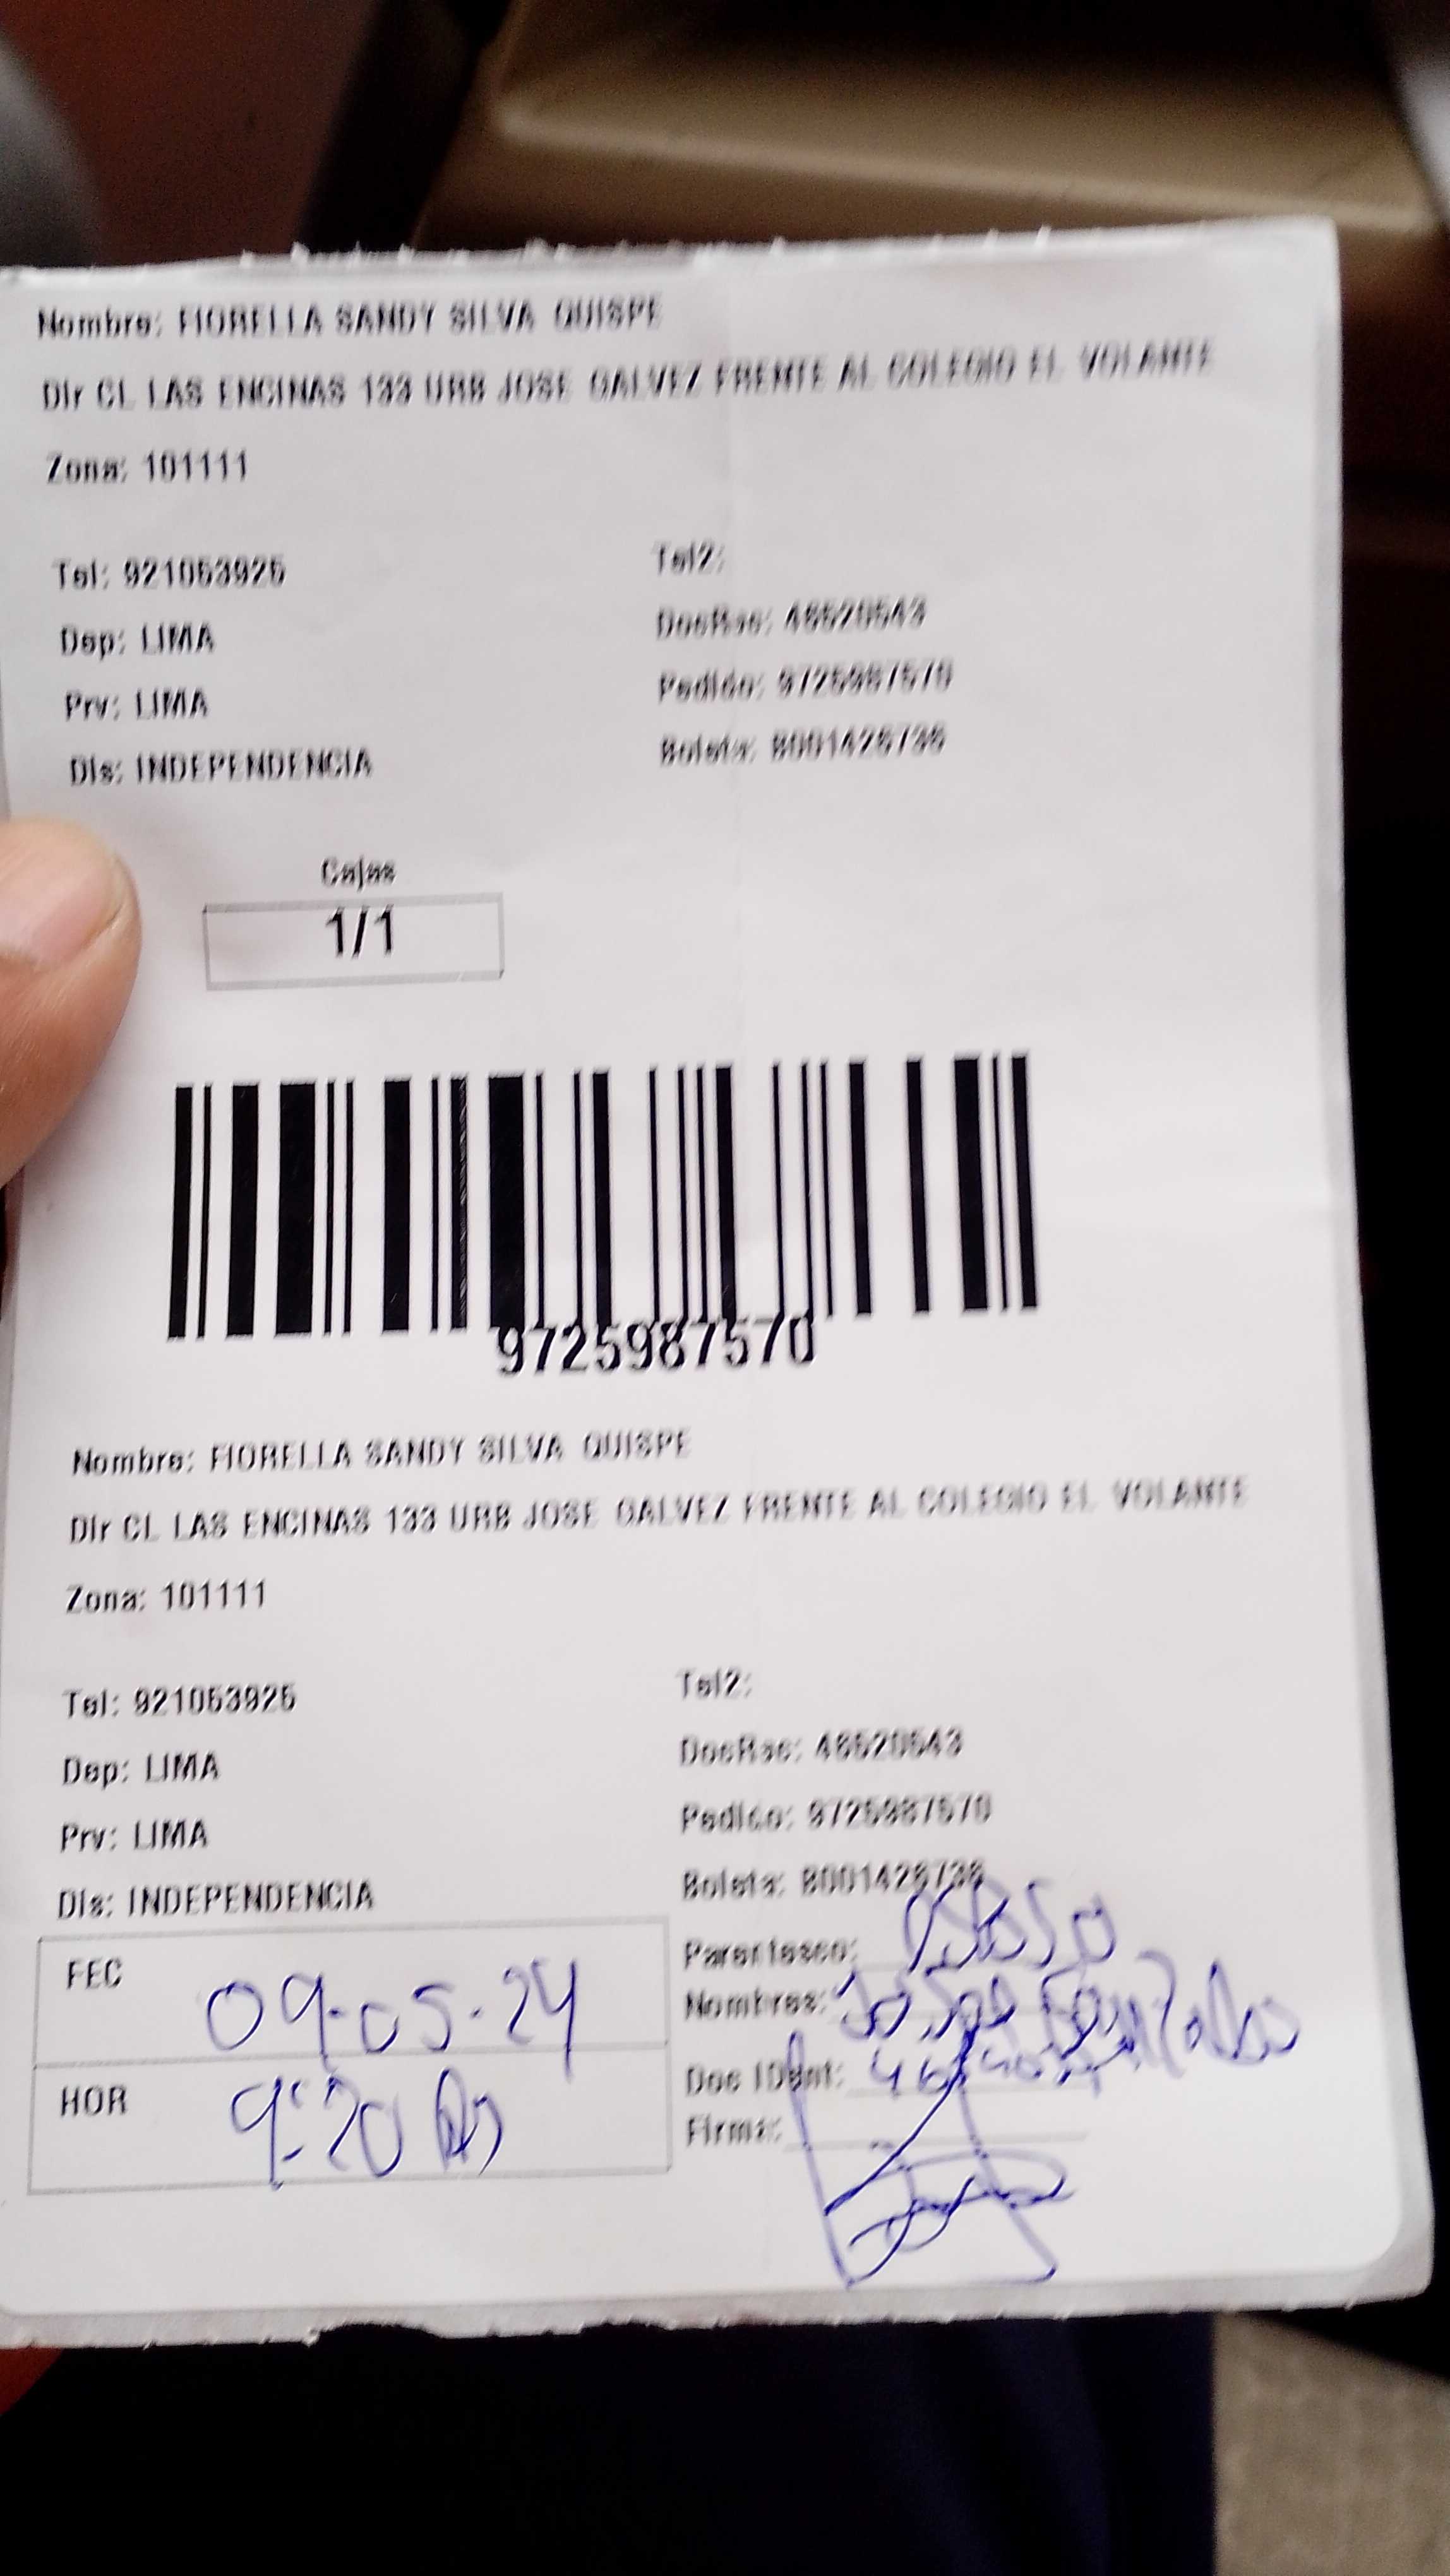 Nombre: FIORELLA SANDY SILVA QUISPE
Dir CL LAS ENCINAS 133 URB JOSE GALVEZ FRENTE AL COLEGIO EL VOLANTE
Zona: 101111
Tel: 921053925
Tel2:
Dep: LIMA
DocRec: 46520543
Prv: LIMA
Pedido: 9725987570
Dis: INDEPENDENCIA
Boleta:
Cajas
1/1
9725987570
Nombre: FIORELLA SANDY SILVA QUISPE
Dir CL LAS ENCINAS 133 URB JOSE GALVEZ FRENTE AL COLEGIO EL VOLANTE
Zona: 101111
Tel: 921053925
Tel2:
Dep: LIMA
DocRec: 46520543
Prv: LIMA
Pedido: 9725987570
Dis: INDEPENDENCIA
Boleta:
FEC 09-05-24
Parentesco:
Nombres:
HOR 9:20
Doc IDent:
Firma: